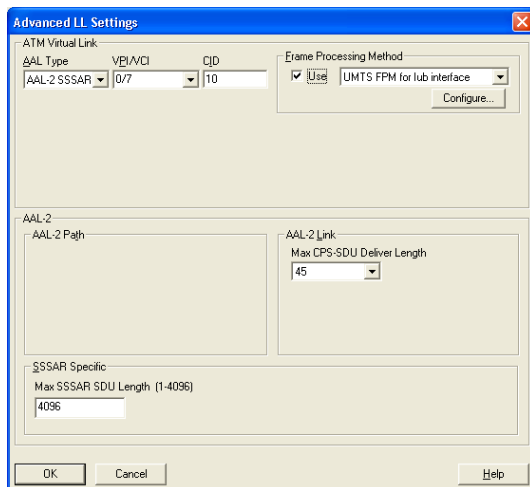 Advanced LL Settings
ATM Virtual Link
AAL Type VPI/VCI CID
AAL-2 SSSAR 0/7 10
Frame Processing Method
Use UMTS FPM for Iub interface
Configure...
AAL-2
AAL-2 Path
AAL-2 Link
Max CPS-SDU Deliver Length
45
SSSAR Specific
Max SSSAR SDU Length (1-4096)
4096
OK Cancel Help